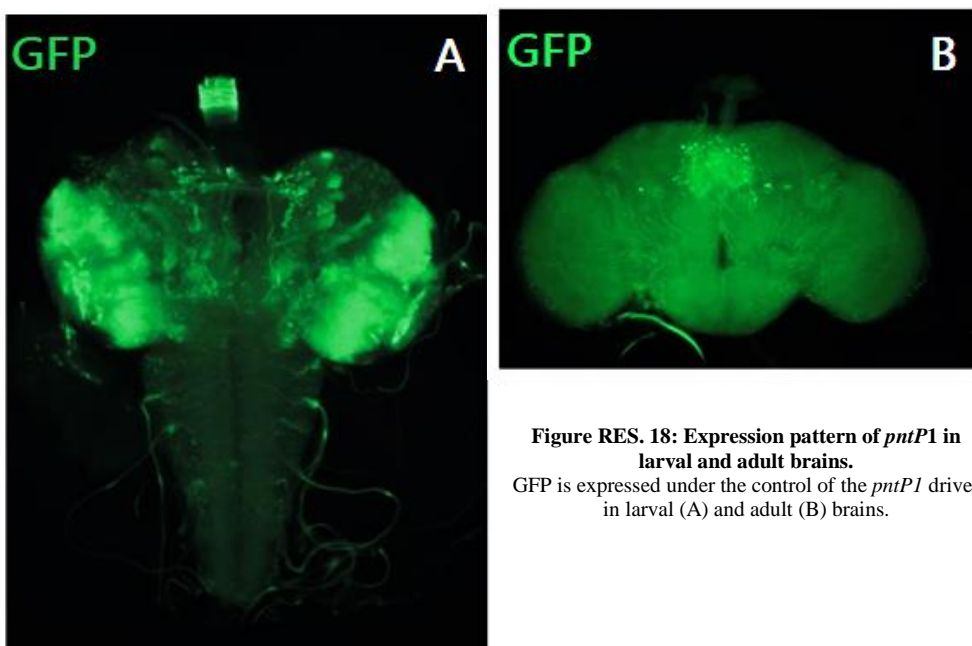 GFP
A
GFP
B
Figure RES. 18: Expression pattern of pntP1 in
larval and adult brains.
GFP is expressed under the control of the pntP1 drive
in larval (A) and adult (B) brains.